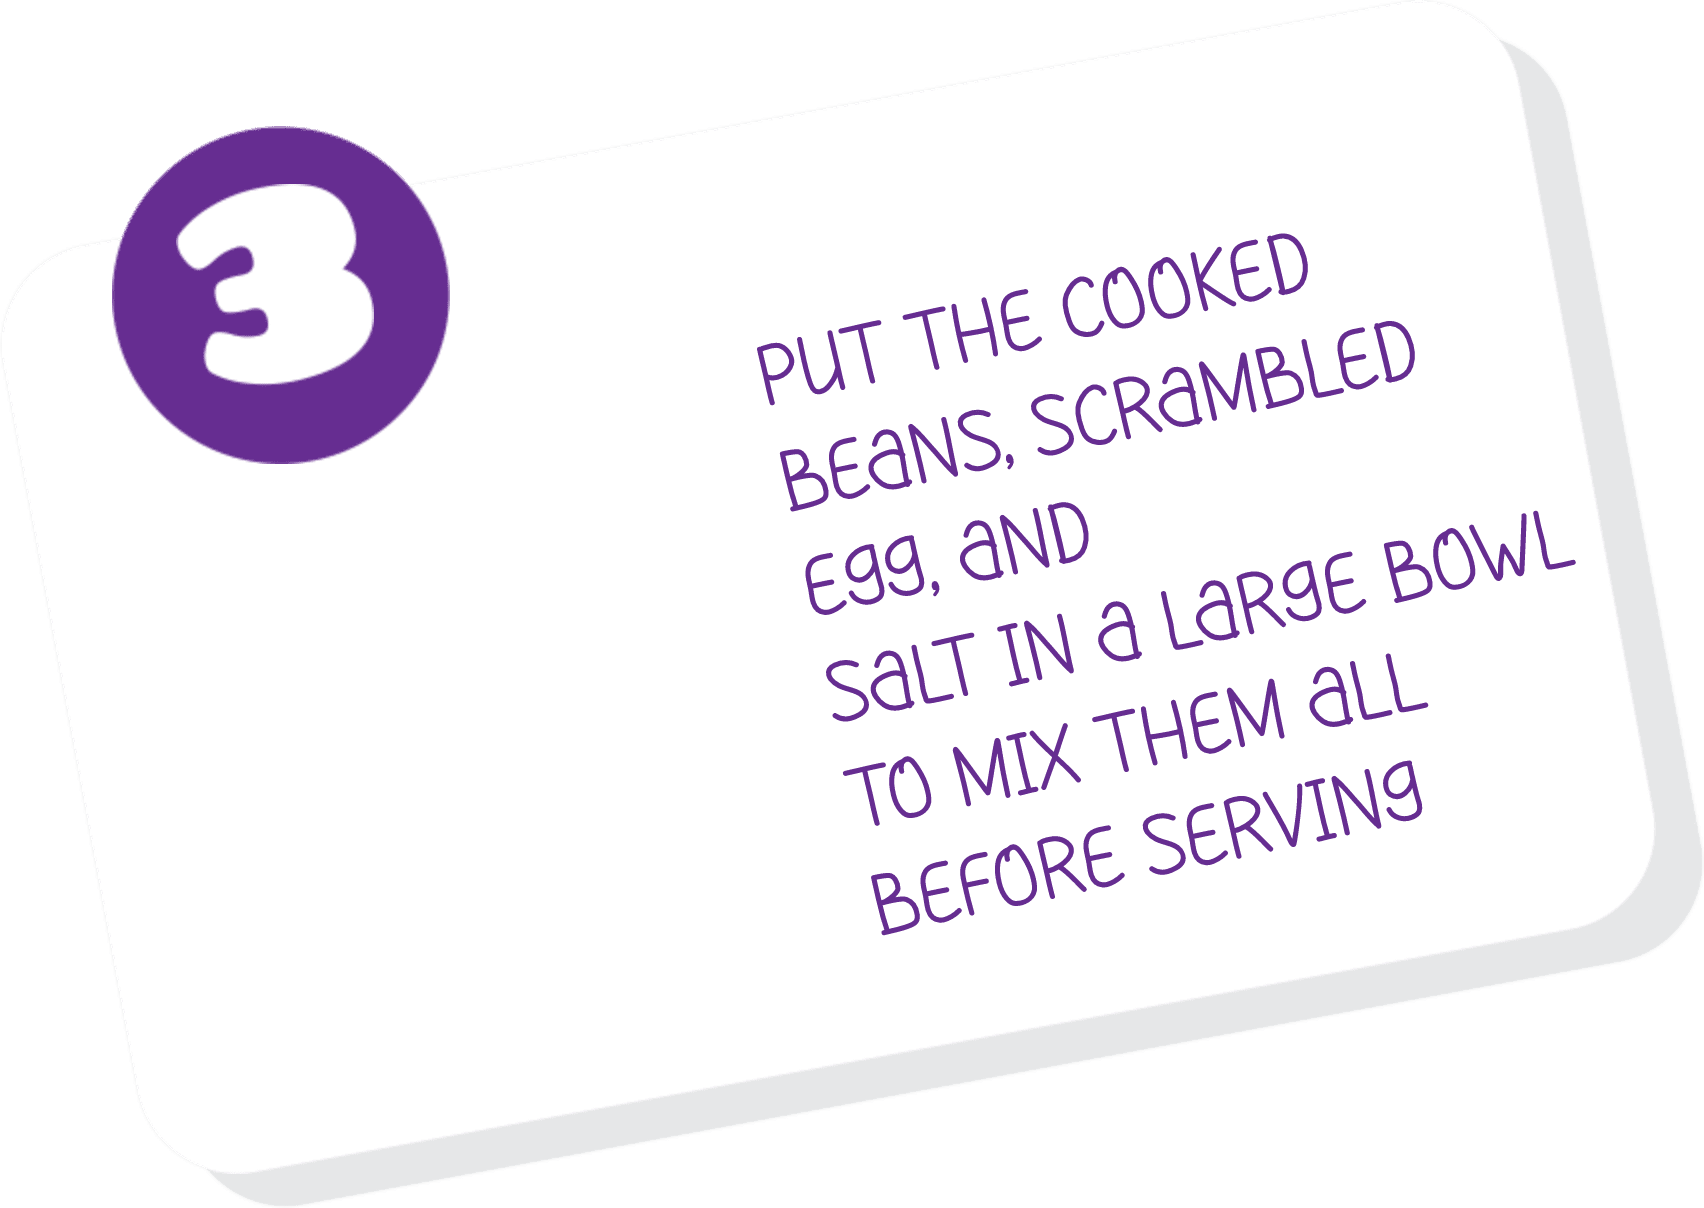 3
PUT THE COOKED
BEaNS, SCRaMBLED
Egg, aND
SaLT IN a LaRgE BOWL
TO MIX THEM aLL
BEFORE SERVINg